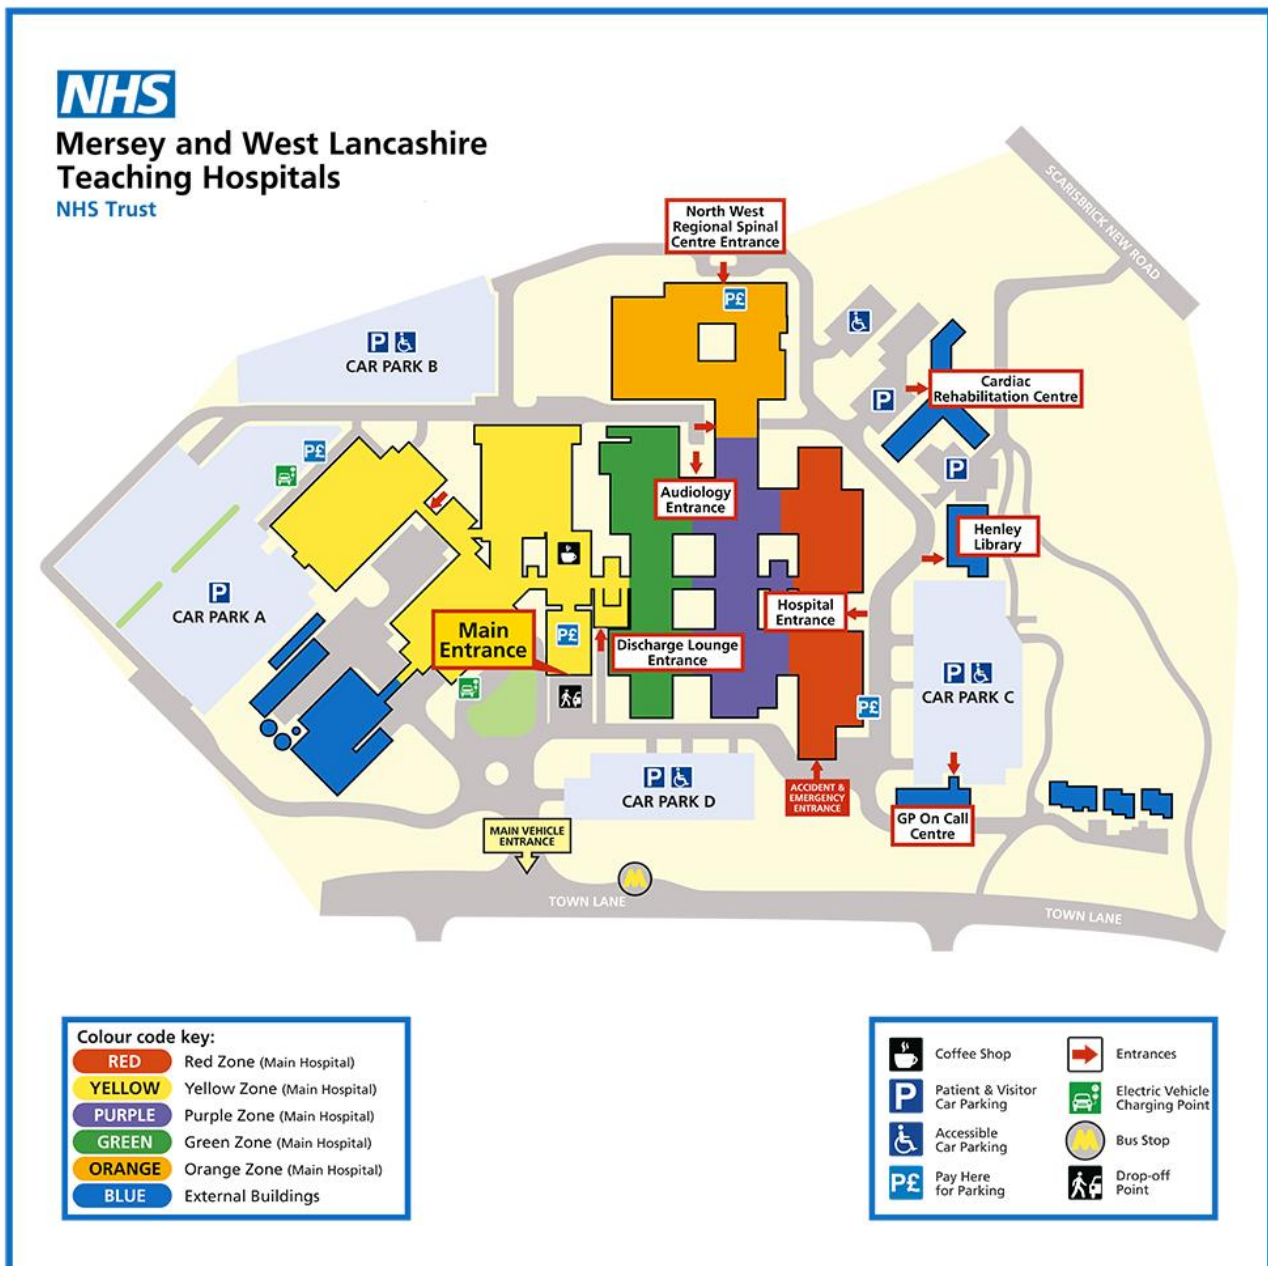 NHS
Mersey and West Lancashire
Teaching Hospitals
NHS Trust
SCARISBRICK NEW ROAD
North West
Regional Spinal
Centre Entrance
P£
P
CAR PARK B
Cardiac
Rehabilitation Centre
P
P£
P
Audiology
Entrance
Henley
Library
P
CAR PARK A
Main
Entrance
P£
Hospital
Entrance
Discharge Lounge
Entrance
P
CAR PARK C
P£
P
CAR PARK D
ACCIDENT &
EMERGENCY
ENTRANCE
GP On Call
Centre
MAIN VEHICLE
ENTRANCE
M
TOWN LANE
TOWN LANE
Colour code key:
RED Red Zone (Main Hospital)
YELLOW Yellow Zone (Main Hospital)
PURPLE Purple Zone (Main Hospital)
GREEN Green Zone (Main Hospital)
ORANGE Orange Zone (Main Hospital)
BLUE External Buildings
Coffee Shop
P Patient & Visitor
Car Parking
Accessible
Car Parking
P£ Pay Here
for Parking
Entrances
Electric Vehicle
Charging Point
M Bus Stop
Drop-off
Point